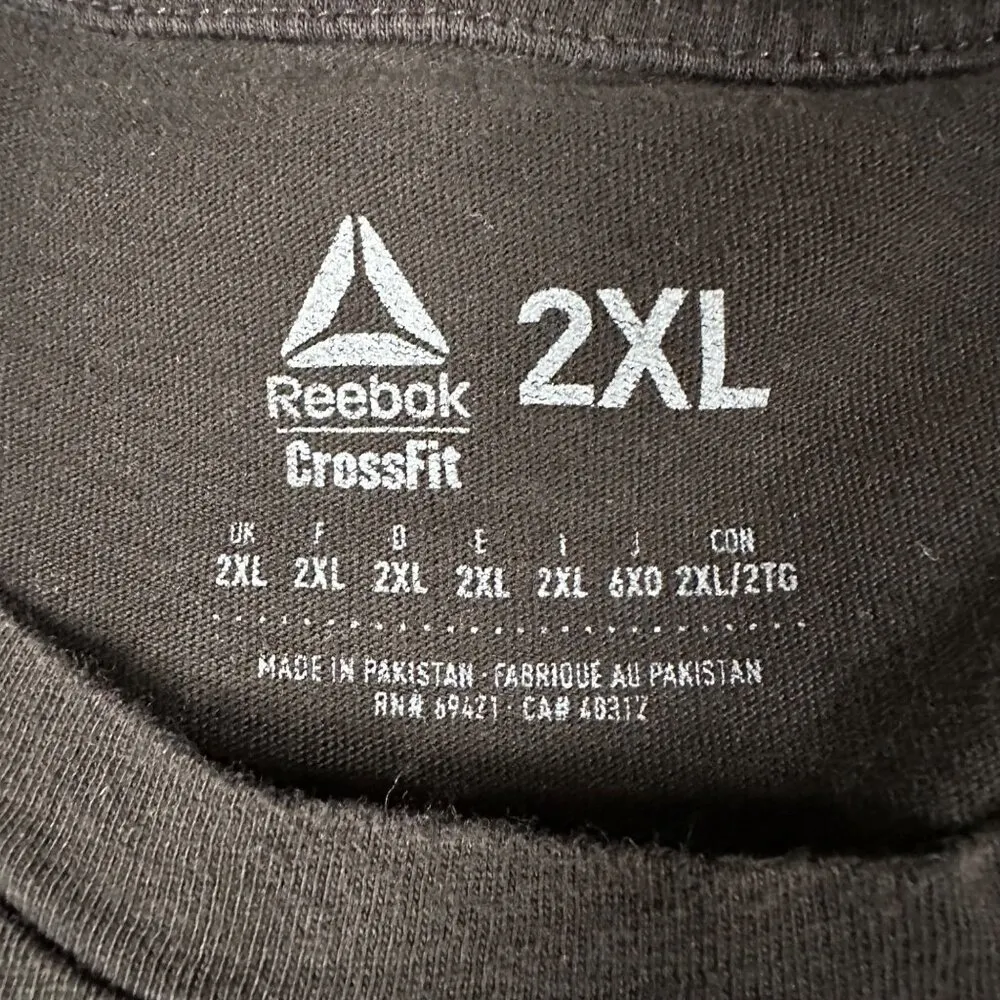 Reebok
CrossFit
2XL
UK F D E I J CDN
2XL 2XL 2XL 2XL 2XL 6XO 2XL/2TG
MADE IN PAKISTAN · FABRIQUE AU PAKISTAN
RN# 69421 · CA# 40312